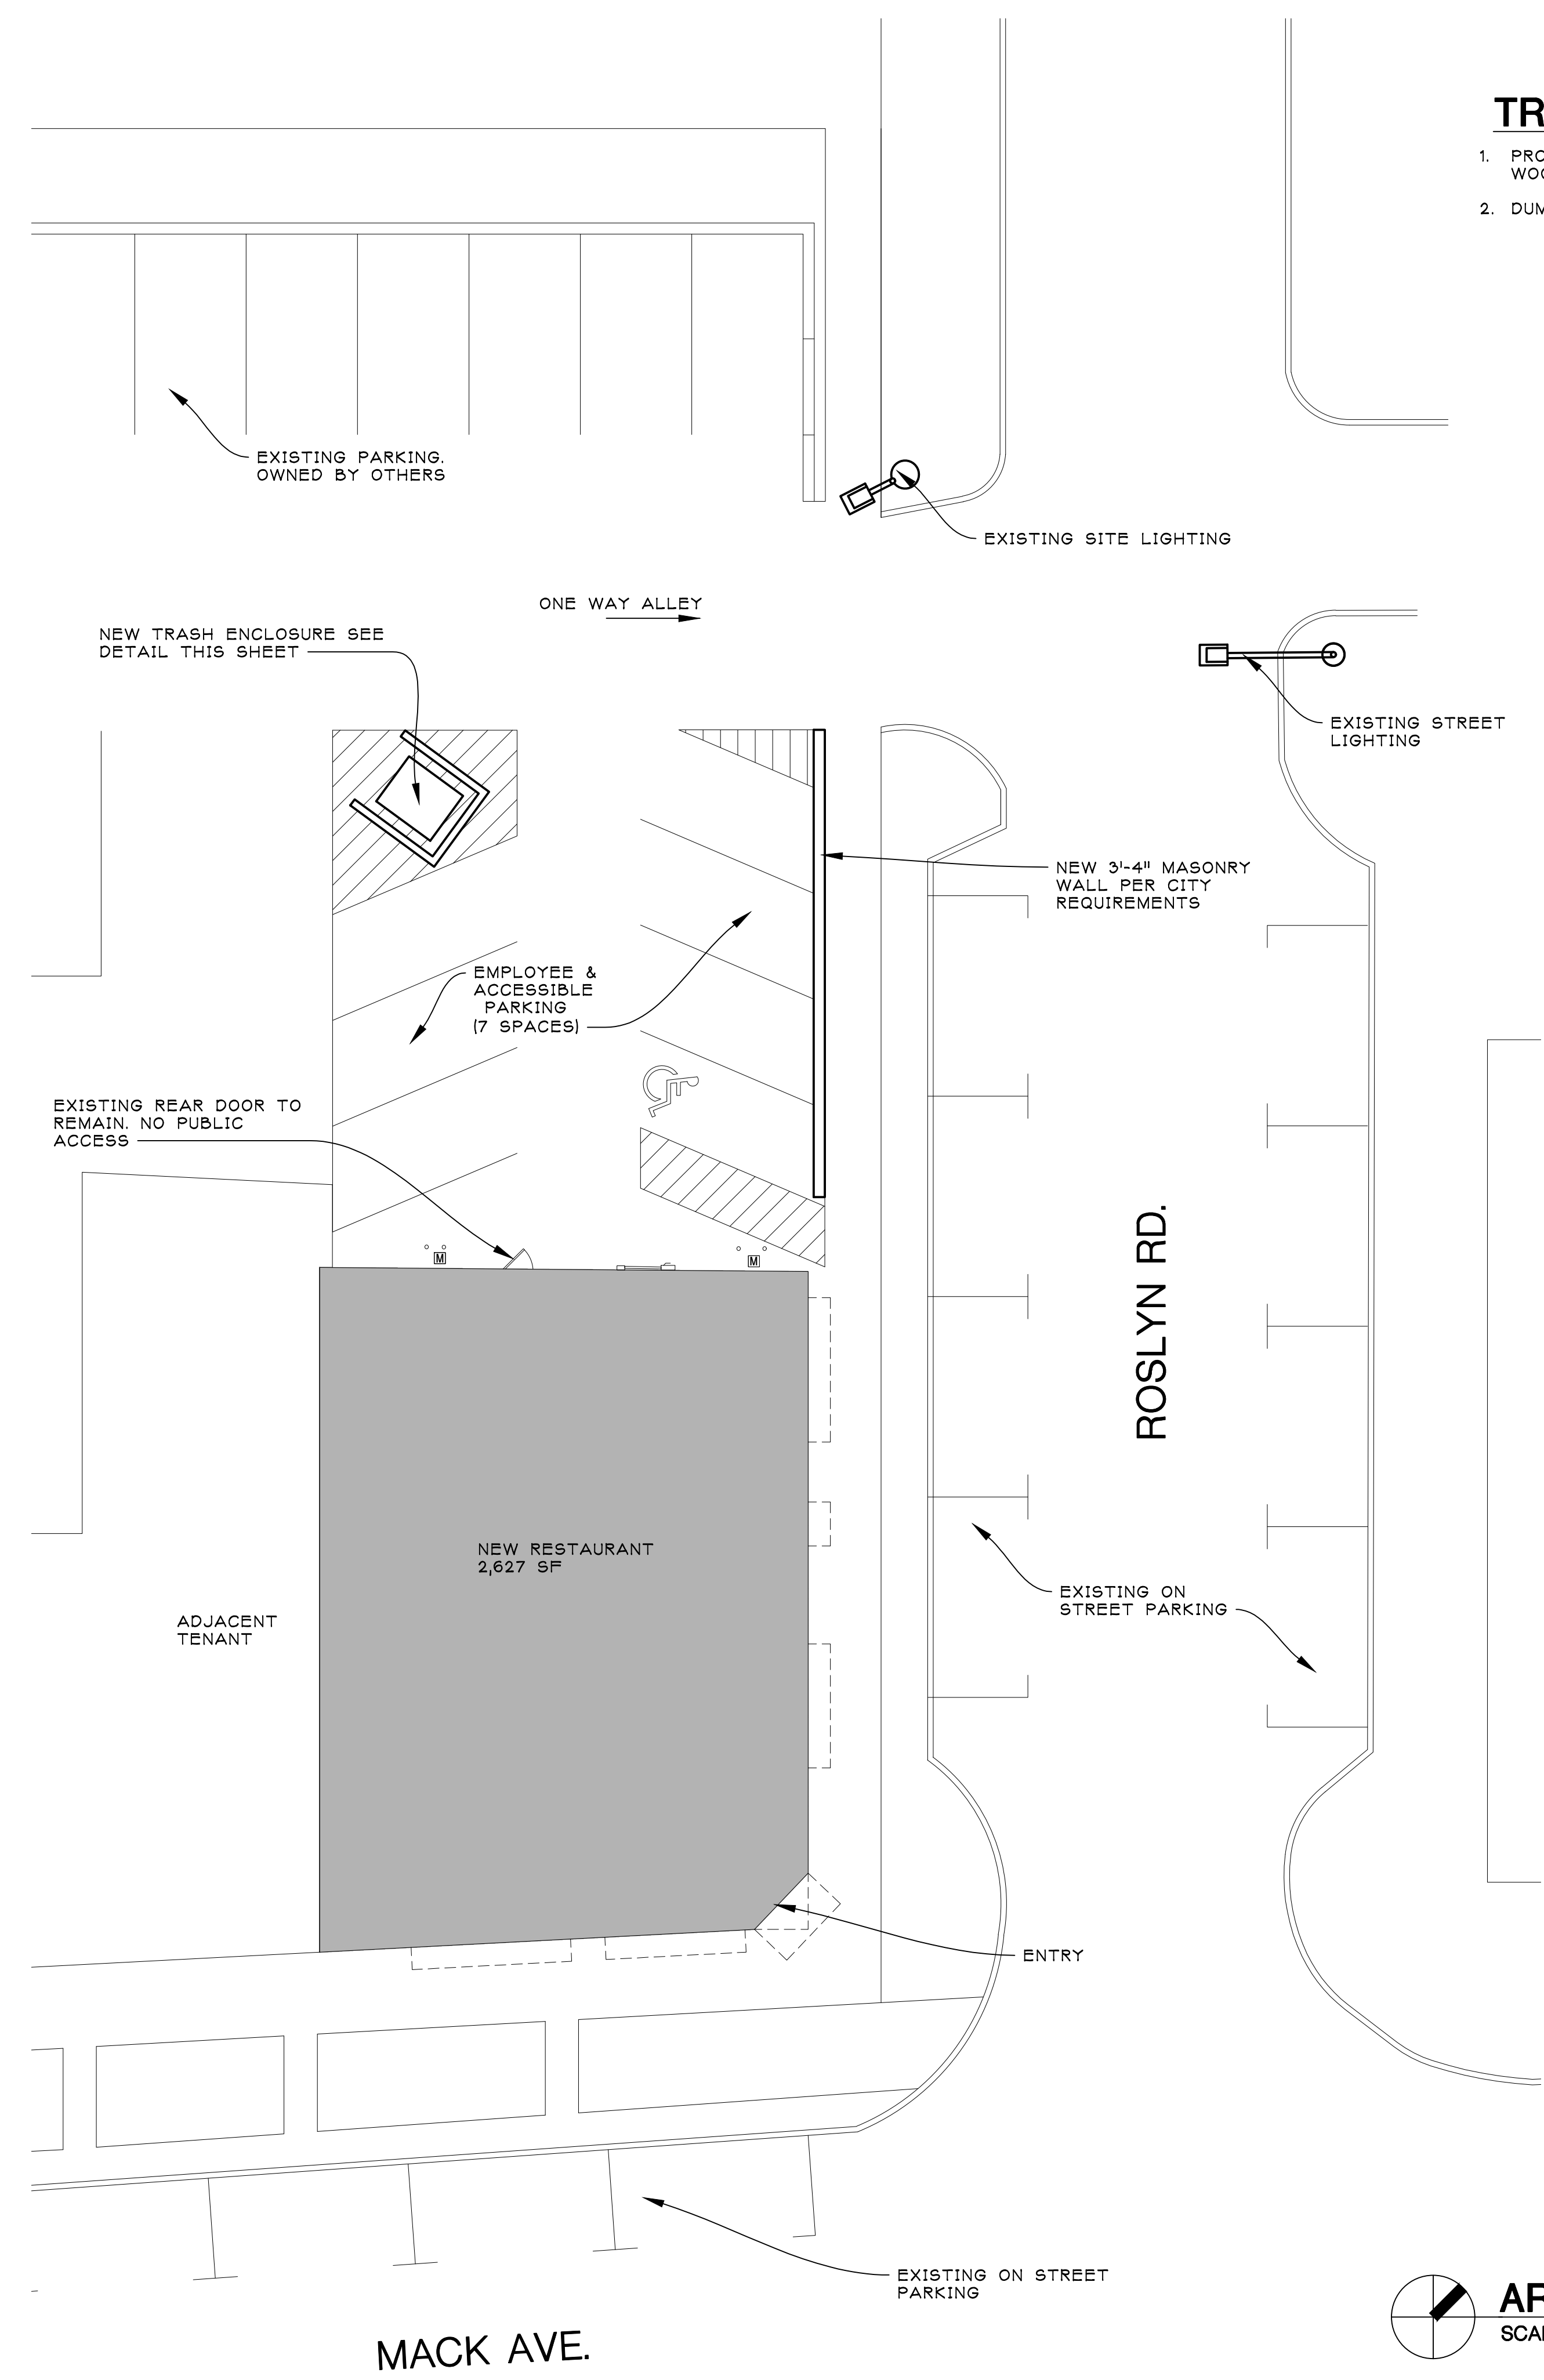 TR
1. PRO
WOO
2. DUM
EXISTING PARKING.
OWNED BY OTHERS
EXISTING SITE LIGHTING
ONE WAY ALLEY
NEW TRASH ENCLOSURE SEE
DETAIL THIS SHEET
EXISTING STREET
LIGHTING
NEW 3'-4" MASONRY
WALL PER CITY
REQUIREMENTS
EMPLOYEE &
ACCESSIBLE
PARKING
(7 SPACES)
EXISTING REAR DOOR TO
REMAIN. NO PUBLIC
ACCESS
M
M
ROSLYN RD.
NEW RESTAURANT
2,627 SF
EXISTING ON
STREET PARKING
ADJACENT
TENANT
ENTRY
EXISTING ON STREET
PARKING
MACK AVE.
AR
SCAL